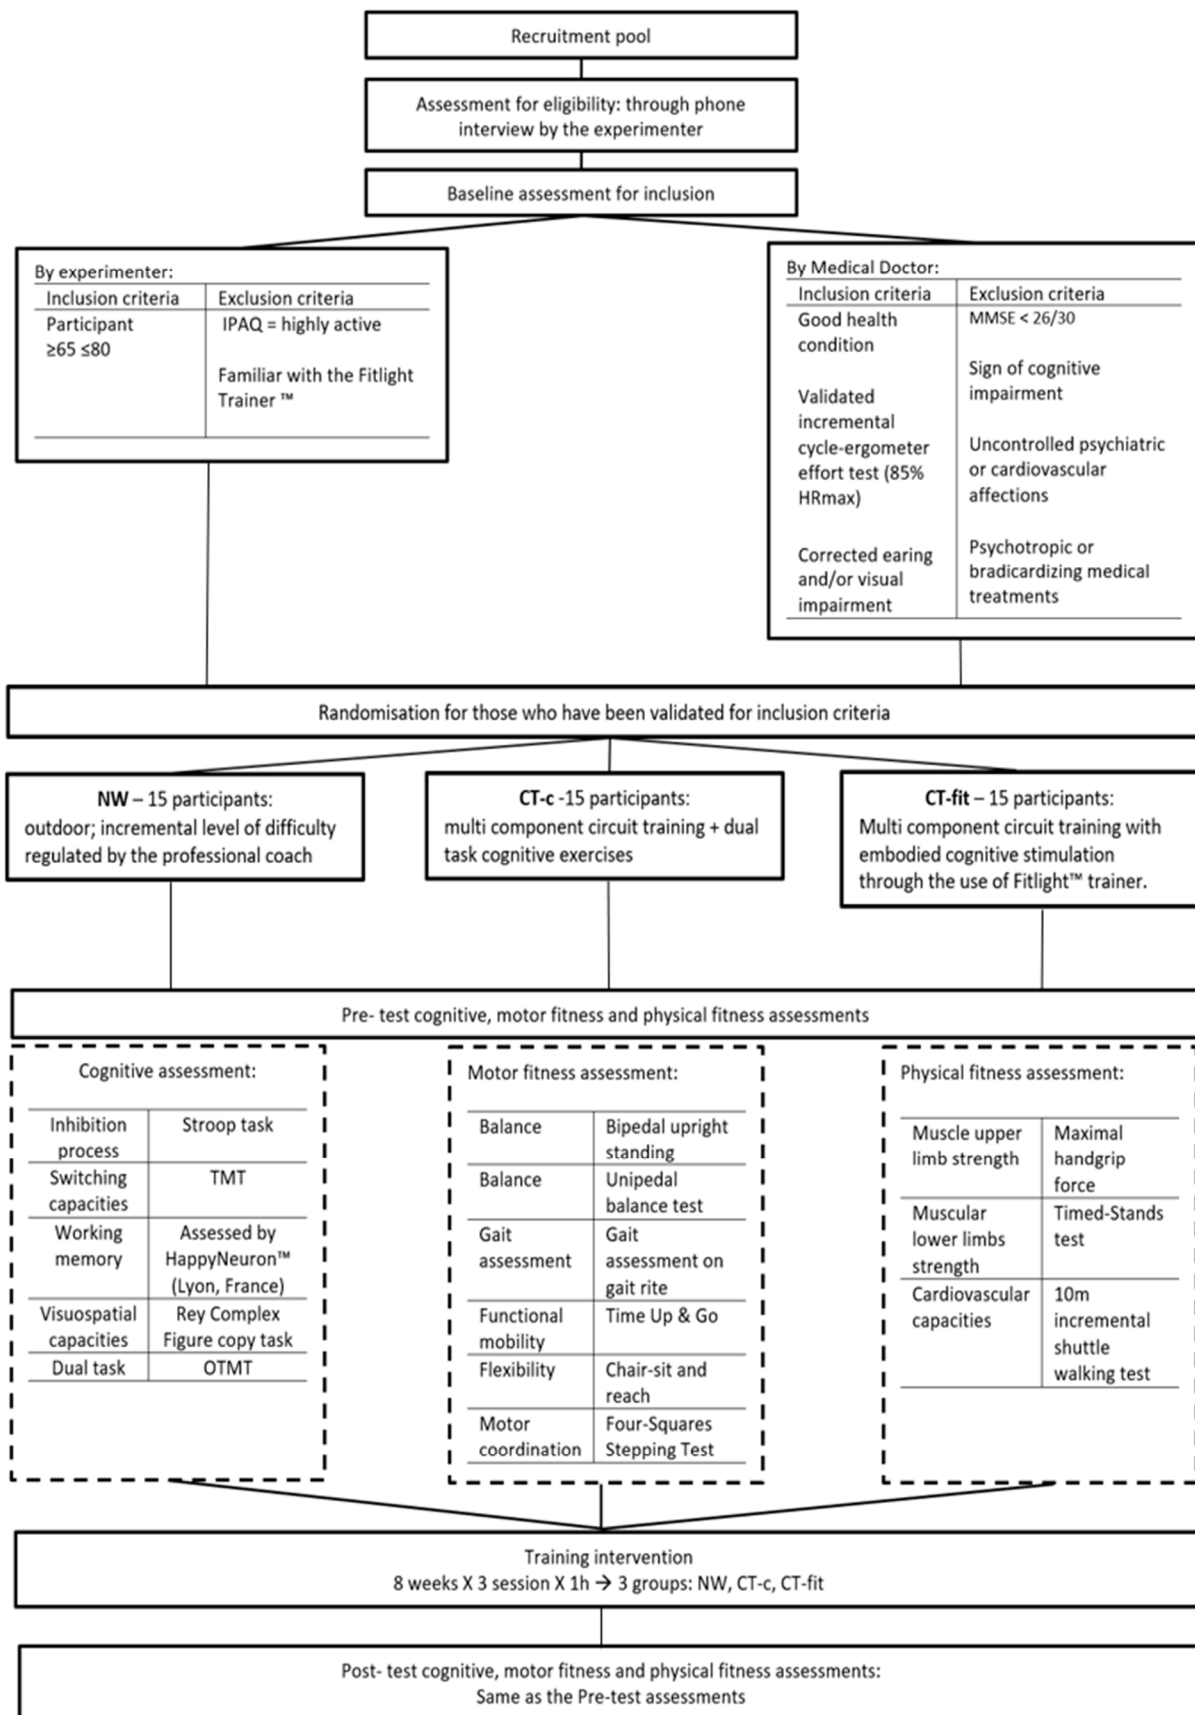 Recruitment pool
Assessment for eligibility: through phone
interview by the experimenter
Baseline assessment for inclusion
By experimenter:
Inclusion criteria
Exclusion criteria
Participant
≥65 ≤80
IPAQ = highly active
Familiar with the Fitlight
Trainer ™
By Medical Doctor:
Inclusion criteria
Exclusion criteria
Good health
condition
Validated
incremental
cycle-ergometer
effort test (85%
HRmax)
Corrected earing
and/or visual
impairment
MMSE < 26/30
Sign of cognitive
impairment
Uncontrolled psychiatric
or cardiovascular
affections
Psychotropic or
bradicardizing medical
treatments
Randomisation for those who have been validated for inclusion criteria
NW – 15 participants:
outdoor; incremental level of difficulty
regulated by the professional coach
CT-c -15 participants:
multi component circuit training + dual
task cognitive exercises
CT-fit – 15 participants:
Multi component circuit training with
embodied cognitive stimulation
through the use of Fitlight™ trainer.
Pre- test cognitive, motor fitness and physical fitness assessments
Cognitive assessment:
Inhibition
process
Stroop task
Switching
capacities
TMT
Working
memory
Assessed by
HappyNeuron™
(Lyon, France)
Visuospatial
capacities
Rey Complex
Figure copy task
Dual task
OTMT
Motor fitness assessment:
Balance
Bipedal upright
standing
Balance
Unipedal
balance test
Gait
assessment
Gait
assessment on
gait rite
Functional
mobility
Time Up & Go
Flexibility
Chair-sit and
reach
Motor
coordination
Four-Squares
Stepping Test
Physical fitness assessment:
Muscle upper
limb strength
Maximal
handgrip
force
Muscular
lower limbs
strength
Timed-Stands
test
Cardiovascular
capacities
10m
incremental
shuttle
walking test
Training intervention
8 weeks X 3 session X 1h → 3 groups: NW, CT-c, CT-fit
Post- test cognitive, motor fitness and physical fitness assessments:
Same as the Pre-test assessments